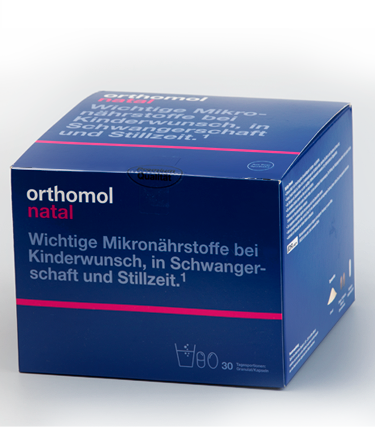 orthomol
natal
Wichtige Mikro-
nährstoffe bei
Kinderwunsch, in
Schwangerschaft
und Stillzeit.¹
orthomol
natal
Wichtige Mikronährstoffe bei
Kinderwunsch, in Schwanger-
schaft und Stillzeit.¹
30